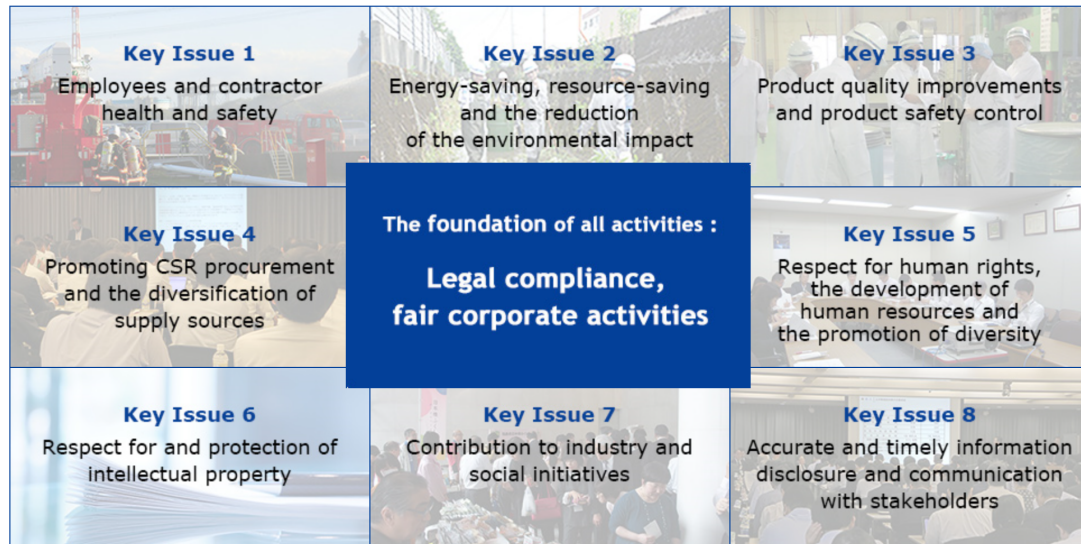 Key Issue 1
Employees and contractor
health and safety
Key Issue 2
Energy-saving, resource-saving
and the reduction
of the environmental impact
Key Issue 3
Product quality improvements
and product safety control
Key Issue 4
Promoting CSR procurement
and the diversification of
supply sources
The foundation of all activities :
Legal compliance,
fair corporate activities
Key Issue 5
Respect for human rights,
the development of
human resources and
the promotion of diversity
Key Issue 6
Respect for and protection of
intellectual property
Key Issue 7
Contribution to industry and
social initiatives
Key Issue 8
Accurate and timely information
disclosure and communication
with stakeholders